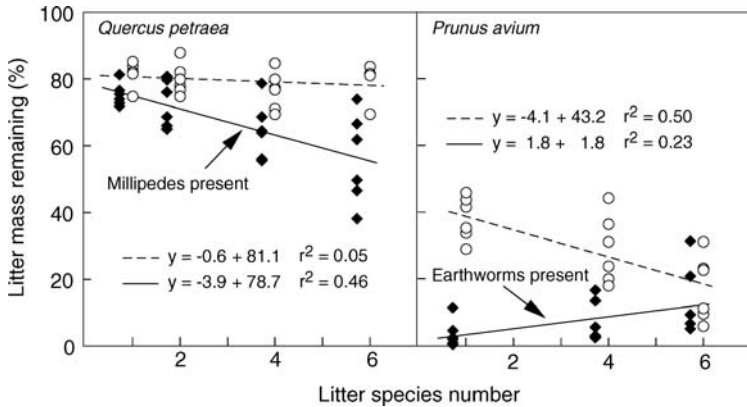 Quercus petraea
Prunus avium
Litter mass remaining (%)
100
80
60
40
20
0
Millipedes present
y = -0.6 + 81.1 r² = 0.05
y = -3.9 + 78.7 r² = 0.46
y = -4.1 + 43.2 r² = 0.50
y = 1.8 + 1.8 r² = 0.23
Earthworms present
2 4 6 2 4 6
Litter species number